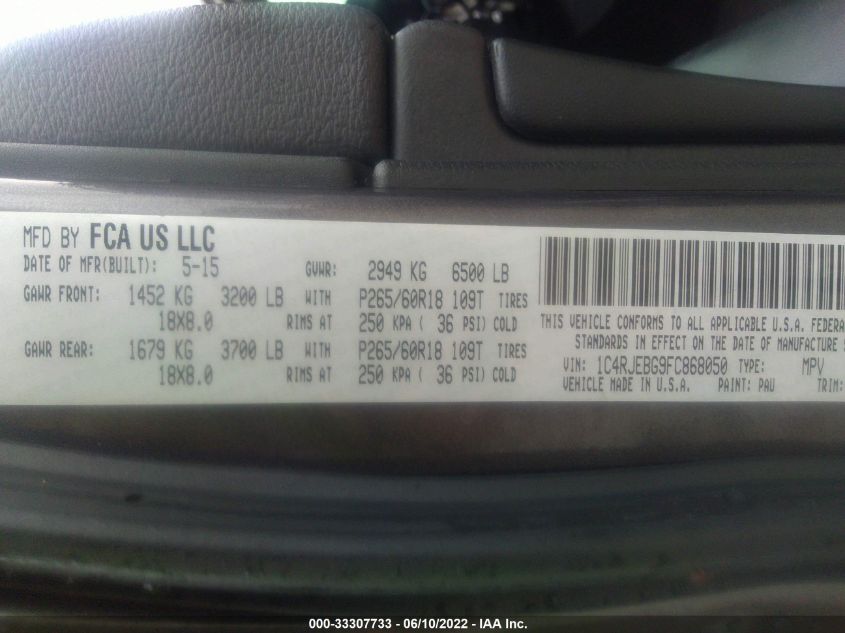 MFD BY FCA US LLC
DATE OF MFR(BUILT): 5-15 GVWR: 2949 KG 6500 LB
GAWR FRONT: 1452 KG 3200 LB WITH P265/60R18 109T TIRES
18X8.0 RIMS AT 250 KPA ( 36 PSI) COLD
GAWR REAR: 1679 KG 3700 LB WITH P265/60R18 109T TIRES
18X8.0 RIMS AT 250 KPA ( 36 PSI) COLD
THIS VEHICLE CONFORMS TO ALL APPLICABLE U.S.A. FEDERA
STANDARDS IN EFFECT ON THE DATE OF MANUFACTURE S
VIN: 1C4RJEBG9FC868050 TYPE: MPV
VEHICLE MADE IN U.S.A. PAINT: PAU TRIM:
000-33307733 - 06/10/2022 - IAA Inc.